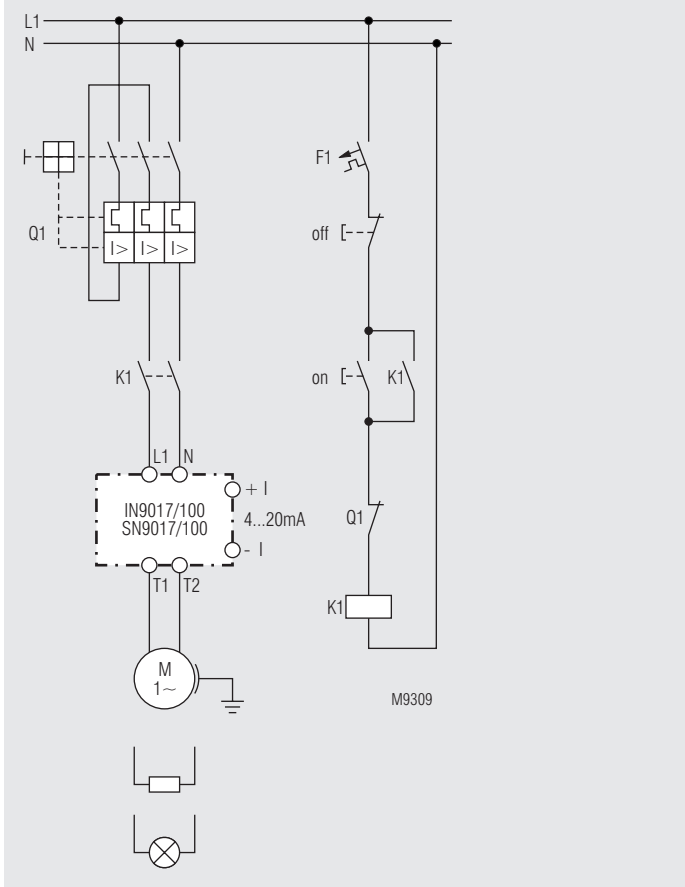 L1
N
F1
Q1
I> I> I>
off
K1
on
K1
L1 N
+ I
IN9017/100
SN9017/100
4...20mA
- I
T1 T2
Q1
K1
M
1~
M9309